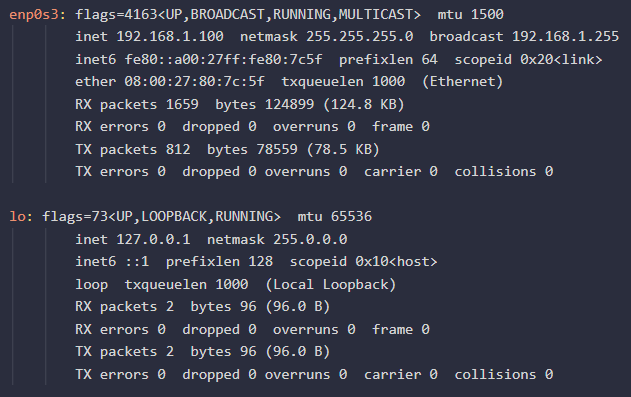 enp0s3: flags=4163<UP,BROADCAST,RUNNING,MULTICAST>  mtu 1500
        inet 192.168.1.100  netmask 255.255.255.0  broadcast 192.168.1.255
        inet6 fe80::a00:27ff:fe80:7c5f  prefixlen 64  scopeid 0x20<link>
        ether 08:00:27:80:7c:5f  txqueuelen 1000  (Ethernet)
        RX packets 1659  bytes 124899 (124.8 KB)
        RX errors 0  dropped 0  overruns 0  frame 0
        TX packets 812  bytes 78559 (78.5 KB)
        TX errors 0  dropped 0 overruns 0  carrier 0  collisions 0

lo: flags=73<UP,LOOPBACK,RUNNING>  mtu 65536
        inet 127.0.0.1  netmask 255.0.0.0
        inet6 ::1  prefixlen 128  scopeid 0x10<host>
        loop  txqueuelen 1000  (Local Loopback)
        RX packets 2  bytes 96 (96.0 B)
        RX errors 0  dropped 0  overruns 0  frame 0
        TX packets 2  bytes 96 (96.0 B)
        TX errors 0  dropped 0 overruns 0  carrier 0  collisions 0